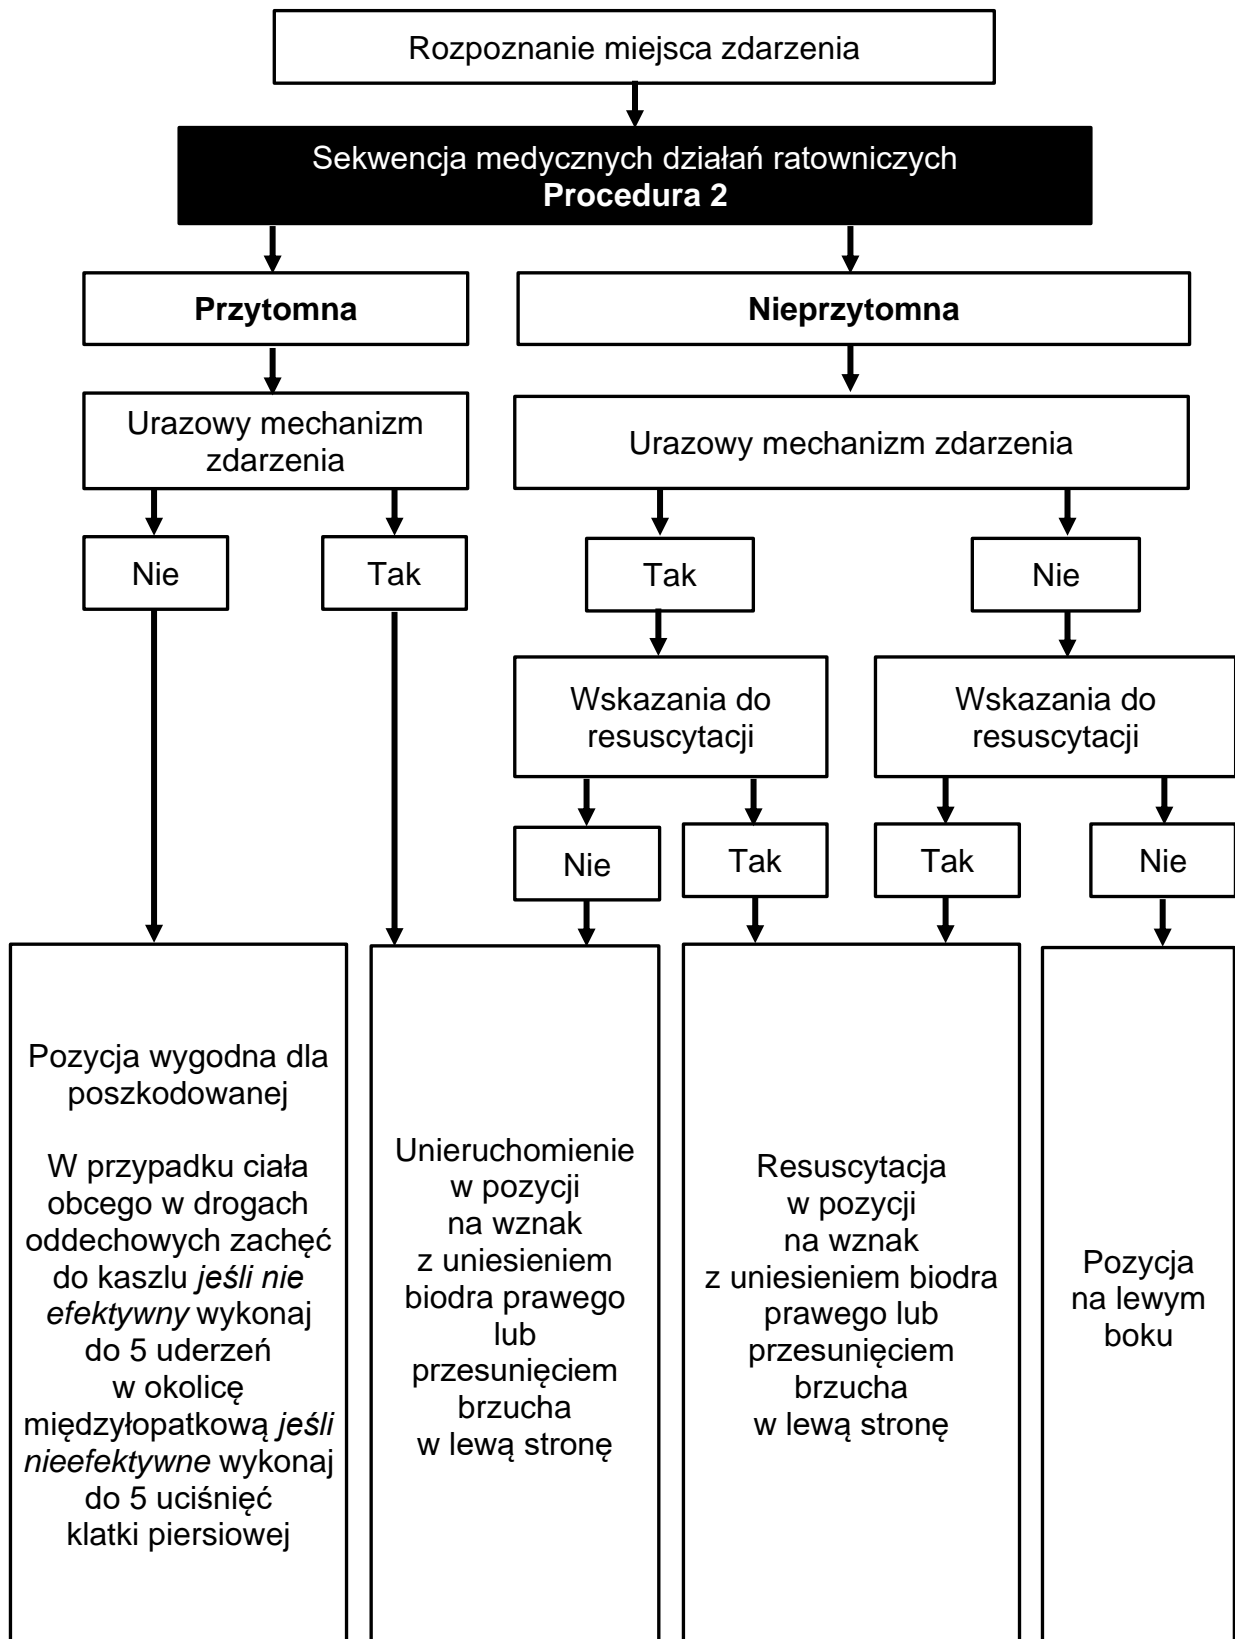 Rozpoznanie miejsca zdarzenia
Sekwencja medycznych działań ratowniczych
Procedura 2
Przytomna
Nieprzytomna
Urazowy mechanizm
zdarzenia
Urazowy mechanizm zdarzenia
Nie
Tak
Tak
Nie
Wskazania do
resuscytacji
Wskazania do
resuscytacji
Nie
Tak
Tak
Nie
Pozycja wygodna dla
poszkodowanej
W przypadku ciała
obcego w drogach
oddechowych zachęć
do kaszlu jeśli nie
efektywny wykonaj
do 5 uderzeń
w okolicę
międzyłopatkową jeśli
nieefektywne wykonaj
do 5 uciśnięć
klatki piersiowej
Unieruchomienie
w pozycji
na wznak
z uniesieniem
biodra prawego
lub
przesunięciem
brzucha
w lewą stronę
Resuscytacja
w pozycji
na wznak
z uniesieniem biodra
prawego lub
przesunięciem
brzucha
w lewą stronę
Pozycja
na lewym
boku